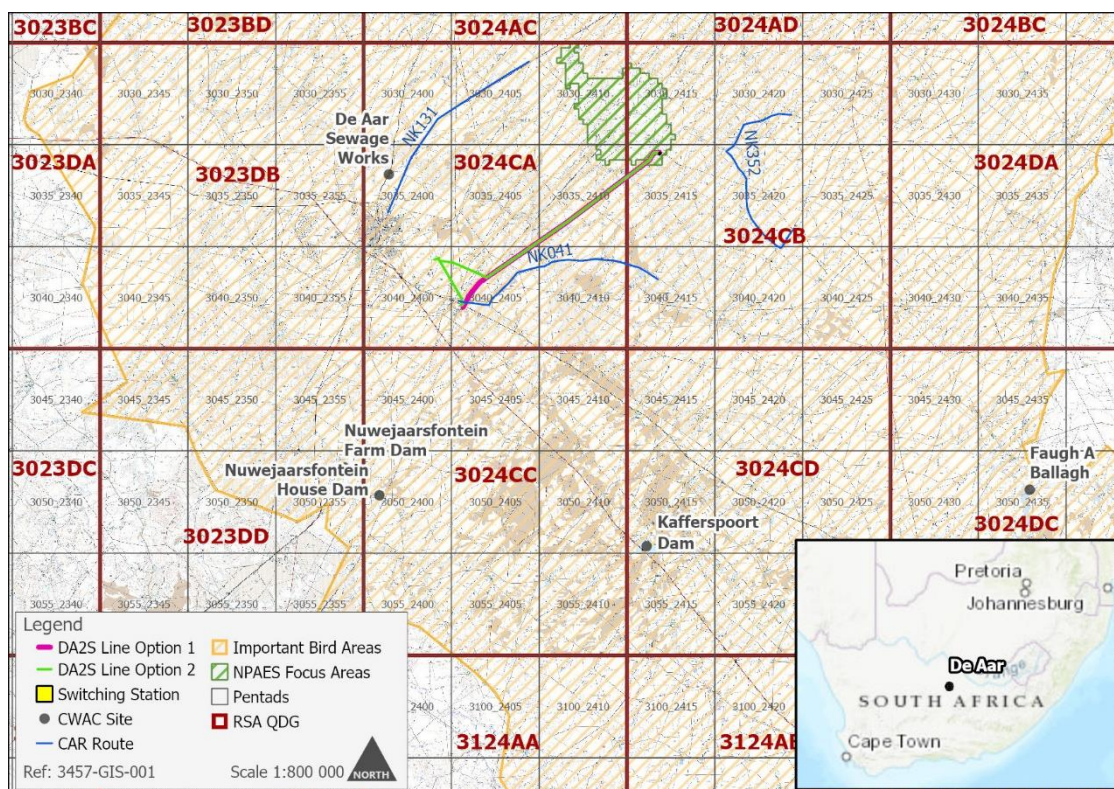 3023BC
3023BD
3024AC
3024AD
3024BC
3030_2340
3030_2345
3030_2350
3030_2355
3030_2400
3030_2405
3030_2410
3030_2415
3030_2420
3030_2425
3030_2430
3030_2435
De Aar
Sewage
Works
NK131
NK352
3023DA
3023DB
3024CA
3024DA
3035_2340
3035_2345
3035_2350
3035_2355
3035_2400
3035_2405
3035_2410
3035_2415
3035_2420
3035_2425
3035_2430
3035_2435
3024CB
NK041
3040_2340
3040_2345
3040_2350
3040_2355
3040_2400
3040_2405
3040_2410
3040_2415
3040_2420
3040_2425
3040_2430
3040_2435
3045_2340
3045_2345
3045_2350
3045_2355
3045_2400
3045_2405
3045_2410
3045_2415
3045_2420
3045_2425
3045_2430
3045_2435
Nuwejaarsfontein
Farm Dam
Nuwejaarsfontein
House Dam
3023DC
3024CC
3024CD
Faugh A
Ballagh
3050_2340
3050_2345
3050_2350
3050_2355
3050_2400
3050_2405
3050_2410
3050_2415
3050_2420
3050_2425
3050_2430
3050_2435
3023DD
3024DC
Kafferspoort
Dam
3055_2340
3055_2345
3055_2350
3055_2355
3055_2400
3055_2405
3055_2410
3055_2415
3055_2420
3100_2405
3100_2410
3100_2415
3100_2420
3124AA
Legend
DA2S Line Option 1
DA2S Line Option 2
Switching Station
CWAC Site
CAR Route
Important Bird Areas
NPAES Focus Areas
Pentads
RSA QDG
Ref: 3457-GIS-001
Scale 1:800 000
NORTH
Pretoria
Johannesburg
De Aar
SOUTH AFRICA
Cape Town